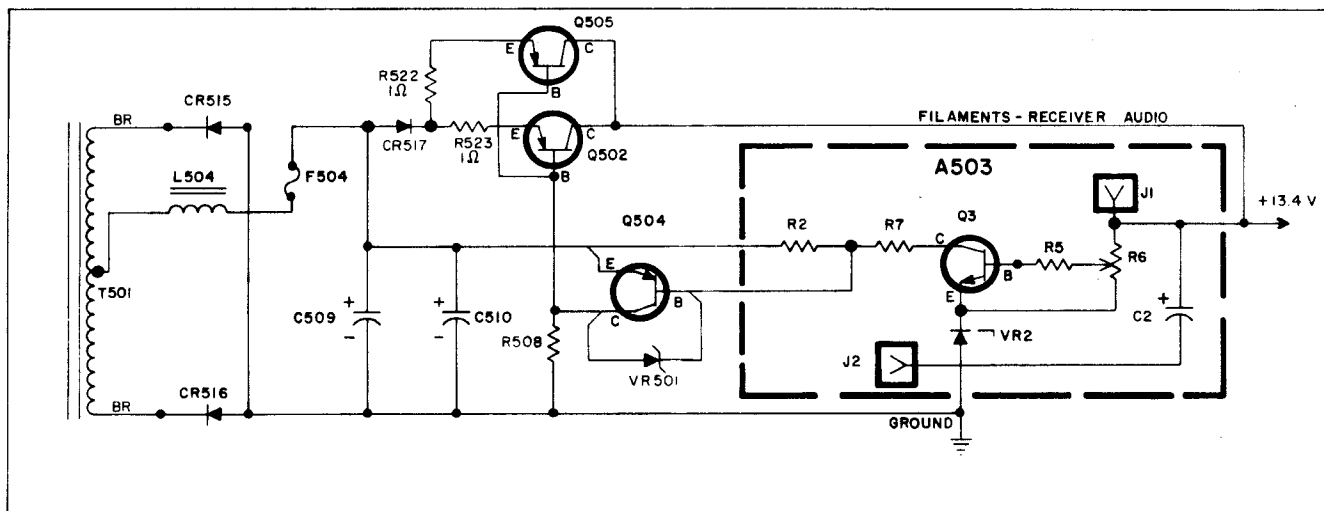 Q505
E
C
B
R522
1Ω
CR515
BR
CR517
R523
1Ω
E
C
B
Q502
FILAMENTS - RECEIVER AUDIO
L504
F504
A503
J1
+13.4 V
Q504
R2
R7
Q3
C
B
E
R5
R6
T501
E
B
C
C509
+
-
C510
+
-
R508
VR501
VR2
J2
C2
+
CR516
BR
GROUND